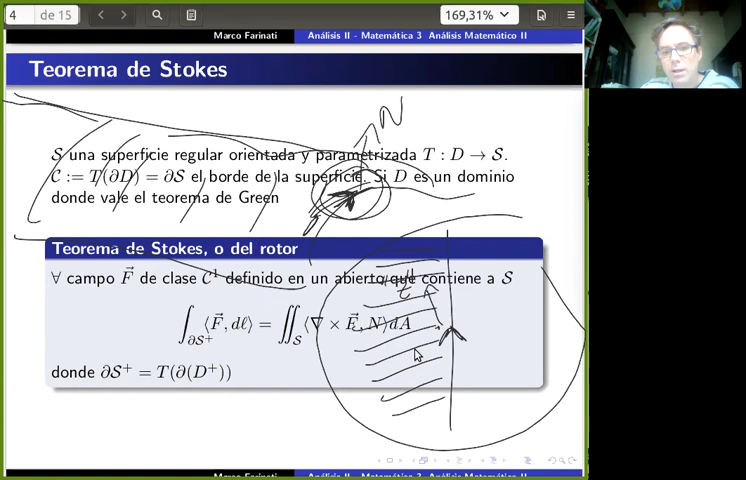 4 de 15 169,31%
Marco Farinati Análisis II - Matemática 3 Análisis Matemático II
Teorema de Stokes
N
S una superficie regular orientada y parametrizada T : D → S.
C := T(∂D) = ∂S el borde de la superficie. Si D es un dominio
donde vale el teorema de Green
Teorema de Stokes, o del rotor
∀ campo F⃗ de clase C¹ definido en un abierto que contiene a S
∫_{∂S⁺} ⟨F⃗, dℓ⟩ = ∬_S ⟨∇ × F⃗, N⟩dA
donde ∂S⁺ = T(∂(D⁺))
Marco Farinati Análisis II - Matemática 3 Análisis Matemático II